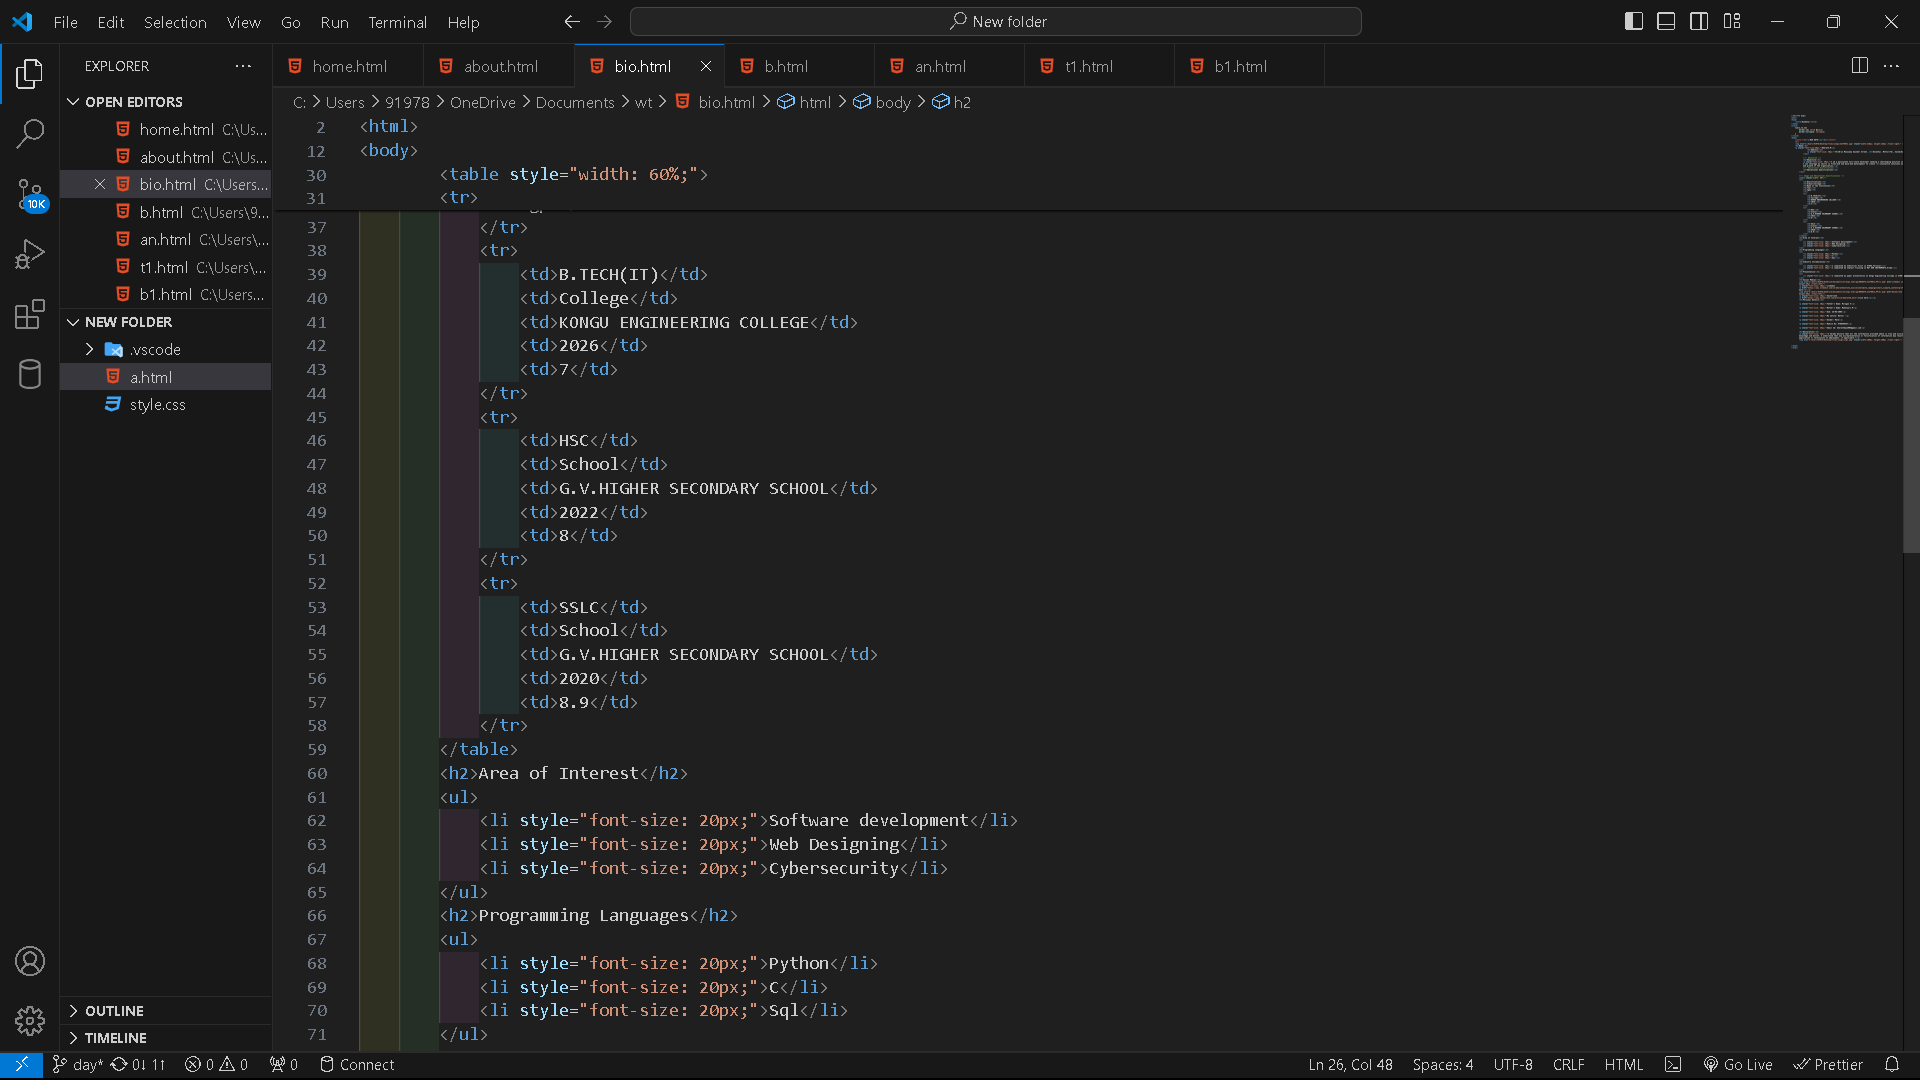 File Edit Selection View Go Run Terminal Help
New folder
EXPLORER
OPEN EDITORS
home.html C:\Us...
about.html C:\Us...
bio.html C:\Users...
b.html C:\Users\9...
an.html C:\Users\...
t1.html C:\Users\...
b1.html C:\Users...
NEW FOLDER
.vscode
a.html
style.css
OUTLINE
TIMELINE
10K
home.html about.html bio.html b.html an.html t1.html b1.html
C: > Users > 91978 > OneDrive > Documents > wt > bio.html > html > body > h2
2 <html>
12 <body>
30 <table style="width: 60%;">
31 <tr>
37 </tr>
38 <tr>
39 <td>B.TECH(IT)</td>
40 <td>College</td>
41 <td>KONGU ENGINEERING COLLEGE</td>
42 <td>2026</td>
43 <td>7</td>
44 </tr>
45 <tr>
46 <td>HSC</td>
47 <td>School</td>
48 <td>G.V.HIGHER SECONDARY SCHOOL</td>
49 <td>2022</td>
50 <td>8</td>
51 </tr>
52 <tr>
53 <td>SSLC</td>
54 <td>School</td>
55 <td>G.V.HIGHER SECONDARY SCHOOL</td>
56 <td>2020</td>
57 <td>8.9</td>
58 </tr>
59 </table>
60 <h2>Area of Interest</h2>
61 <ul>
62 <li style="font-size: 20px;">Software development</li>
63 <li style="font-size: 20px;">Web Designing</li>
64 <li style="font-size: 20px;">Cybersecurity</li>
65 </ul>
66 <h2>Programming Languages</h2>
67 <ul>
68 <li style="font-size: 20px;">Python</li>
69 <li style="font-size: 20px;">C</li>
70 <li style="font-size: 20px;">Sql</li>
71 </ul>
day* 0↓ 1↑ 0 0 0 Connect Ln 26, Col 48 Spaces: 4 UTF-8 CRLF HTML Go Live Prettier